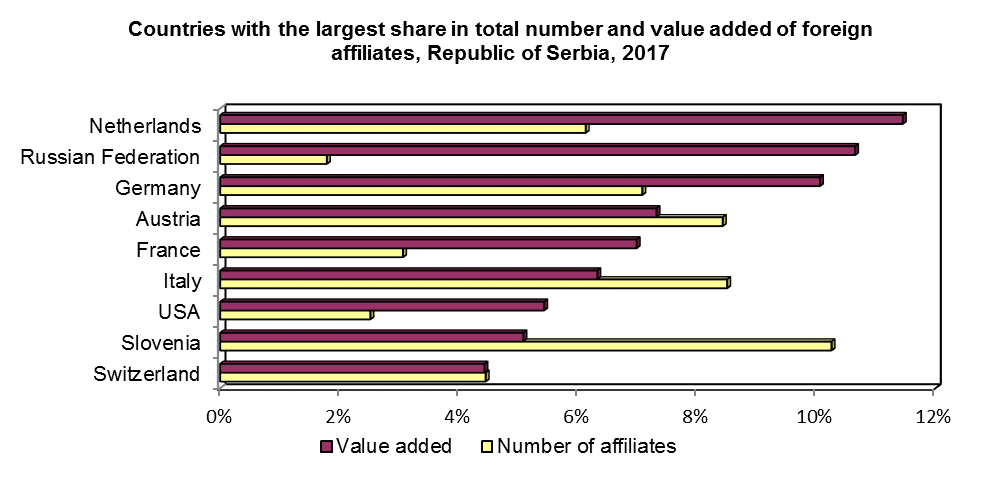 Countries with the largest share in total number and value added of foreign
affiliates, Republic of Serbia, 2017
Netherlands
Russian Federation
Germany
Austria
France
Italy
USA
Slovenia
Switzerland
0% 2% 4% 6% 8% 10% 12%
Value added Number of affiliates